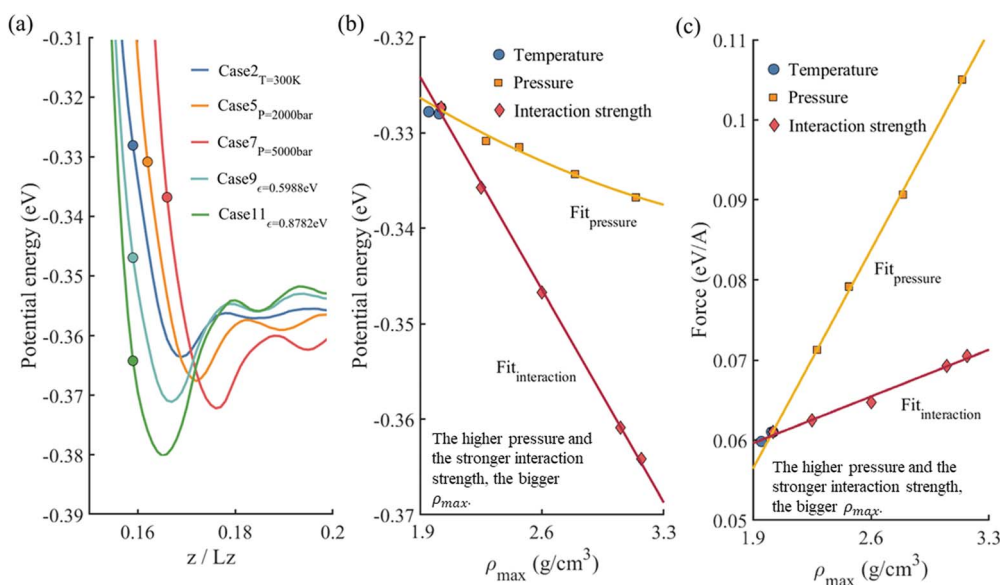 (a)
-0.31
-0.32
-0.33
-0.34
-0.35
-0.36
-0.37
-0.38
-0.39
Potential energy (eV)
0.16
0.18
0.2
z / Lz
Case2T=300K
Case5P=2000bar
Case7P=5000bar
Case9ϵ=0.5988eV
Case11ϵ=0.8782eV
(b)
-0.32
-0.33
-0.34
-0.35
-0.36
-0.37
Potential energy (eV)
1.9
2.6
3.3
ρmax (g/cm³)
Temperature
Pressure
Interaction strength
Fitpressure
Fitinteraction
The higher pressure and
the stronger interaction
strength, the bigger
ρmax.
(c)
0.11
0.1
0.09
0.08
0.07
0.06
0.05
Force (eV/A)
1.9
2.6
3.3
ρmax (g/cm³)
Temperature
Pressure
Interaction strength
Fitpressure
Fitinteraction
The higher pressure and the
stronger interaction strength,
the bigger ρmax.